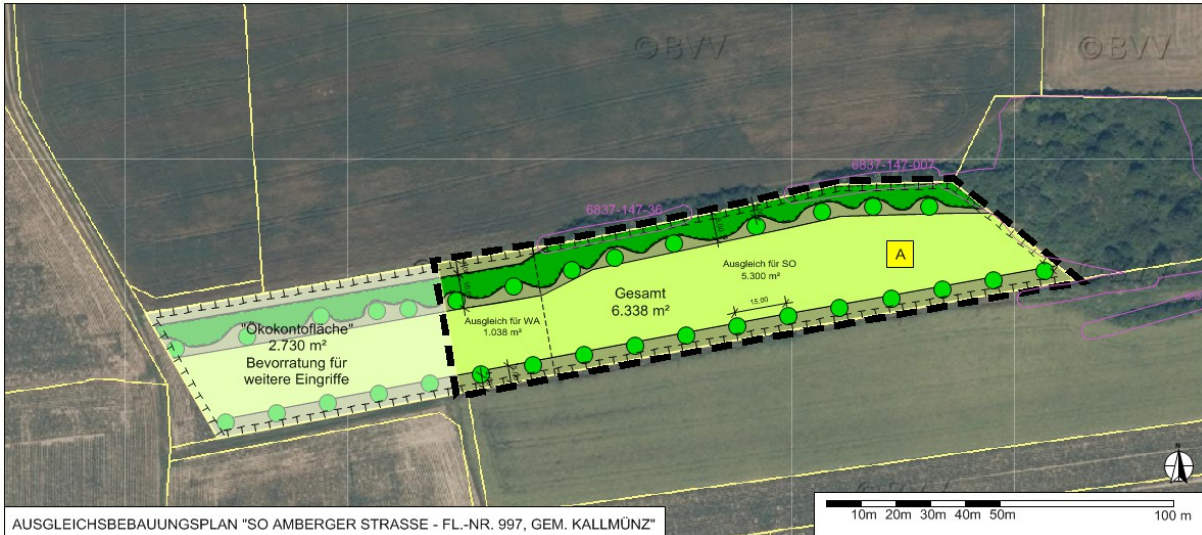 ©BVV
©BVV
6837-147-007
6837-147-36
A
Ausgleich für SO
5.300 m²
15,00
Gesamt
6.338 m²
Ausgleich für WA
1.038 m²
"Ökokontofläche"
2.730 m²
Bevorratung für
weitere Eingriffe
N
10m 20m 30m 40m 50m 100 m
AUSGLEICHSBEBAUUNGSPLAN "SO AMBERGER STRASSE - FL.-NR. 997, GEM. KALLMÜNZ"